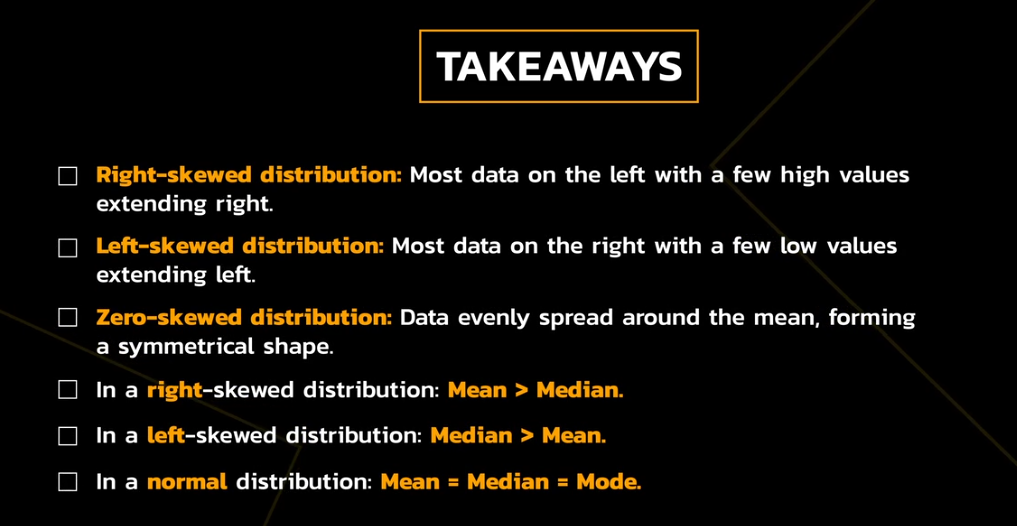 TAKEAWAYS
Right-skewed distribution: Most data on the left with a few high values
extending right.
Left-skewed distribution: Most data on the right with a few low values
extending left.
Zero-skewed distribution: Data evenly spread around the mean, forming
a symmetrical shape.
In a right-skewed distribution: Mean > Median.
In a left-skewed distribution: Median > Mean.
In a normal distribution: Mean = Median = Mode.